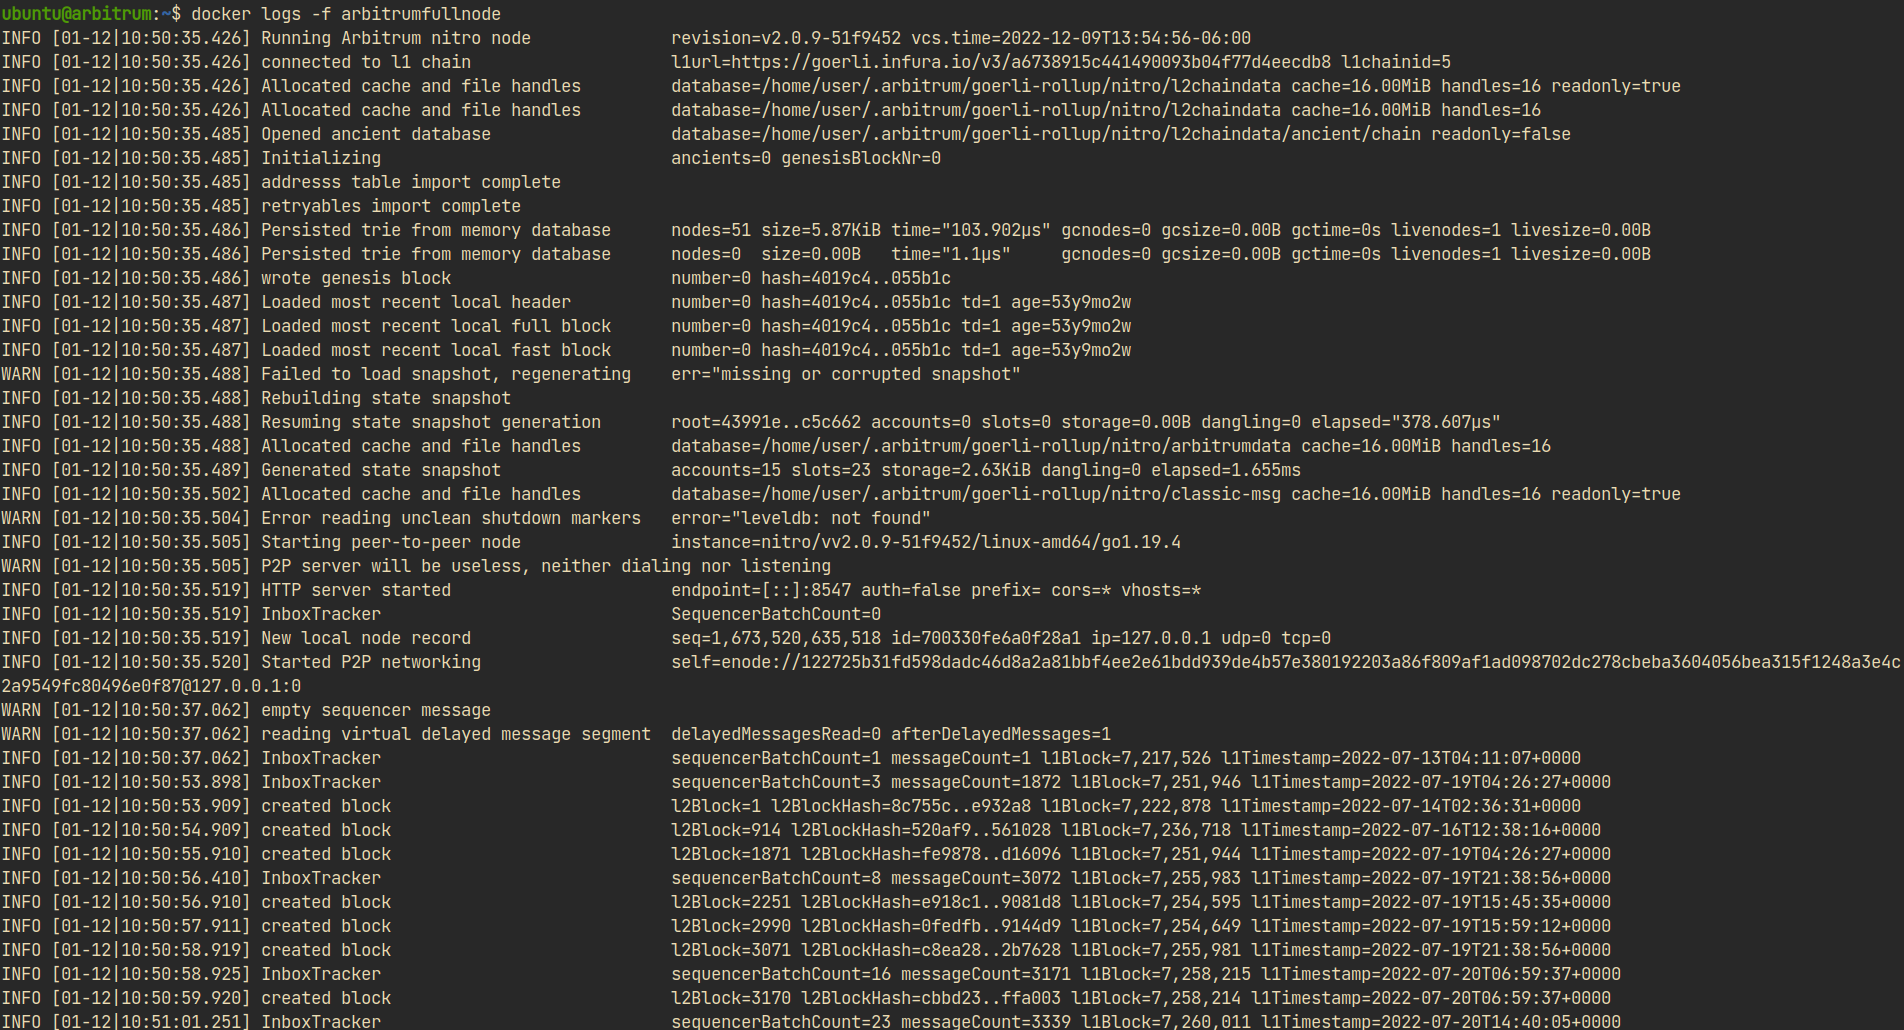 ubuntu@arbitrum:~$ docker logs -f arbitrumfullnode
INFO [01-12|10:50:35.426] Running Arbitrum nitro node              revision=v2.0.9-51f9452 vcs.time=2022-12-09T13:54:56-06:00
INFO [01-12|10:50:35.426] connected to l1 chain                    l1url=https://goerli.infura.io/v3/a6738915c441490093b04f77d4eecdb8 l1chainid=5
INFO [01-12|10:50:35.426] Allocated cache and file handles         database=/home/user/.arbitrum/goerli-rollup/nitro/l2chaindata cache=16.00MiB handles=16 readonly=true
INFO [01-12|10:50:35.426] Allocated cache and file handles         database=/home/user/.arbitrum/goerli-rollup/nitro/l2chaindata cache=16.00MiB handles=16
INFO [01-12|10:50:35.485] Opened ancient database                  database=/home/user/.arbitrum/goerli-rollup/nitro/l2chaindata/ancient/chain readonly=false
INFO [01-12|10:50:35.485] Initializing                             ancients=0 genesisBlockNr=0
INFO [01-12|10:50:35.485] addresss table import complete
INFO [01-12|10:50:35.485] retryables import complete
INFO [01-12|10:50:35.486] Persisted trie from memory database      nodes=51 size=5.87KiB time="103.902µs" gcnodes=0 gcsize=0.00B gctime=0s livenodes=1 livesize=0.00B
INFO [01-12|10:50:35.486] Persisted trie from memory database      nodes=0  size=0.00B   time="1.1µs"     gcnodes=0 gcsize=0.00B gctime=0s livenodes=1 livesize=0.00B
INFO [01-12|10:50:35.486] wrote genesis block                      number=0 hash=4019c4..055b1c
INFO [01-12|10:50:35.487] Loaded most recent local header          number=0 hash=4019c4..055b1c td=1 age=53y9mo2w
INFO [01-12|10:50:35.487] Loaded most recent local full block      number=0 hash=4019c4..055b1c td=1 age=53y9mo2w
INFO [01-12|10:50:35.487] Loaded most recent local fast block      number=0 hash=4019c4..055b1c td=1 age=53y9mo2w
WARN [01-12|10:50:35.488] Failed to load snapshot, regenerating    err="missing or corrupted snapshot"
INFO [01-12|10:50:35.488] Rebuilding state snapshot
INFO [01-12|10:50:35.488] Resuming state snapshot generation       root=43991e..c5c662 accounts=0 slots=0 storage=0.00B dangling=0 elapsed="378.607µs"
INFO [01-12|10:50:35.488] Allocated cache and file handles         database=/home/user/.arbitrum/goerli-rollup/nitro/arbitrumdata cache=16.00MiB handles=16
INFO [01-12|10:50:35.489] Generated state snapshot                 accounts=15 slots=23 storage=2.63KiB dangling=0 elapsed=1.655ms
INFO [01-12|10:50:35.502] Allocated cache and file handles         database=/home/user/.arbitrum/goerli-rollup/nitro/classic-msg cache=16.00MiB handles=16 readonly=true
WARN [01-12|10:50:35.504] Error reading unclean shutdown markers   error="leveldb: not found"
INFO [01-12|10:50:35.505] Starting peer-to-peer node               instance=nitro/vv2.0.9-51f9452/linux-amd64/go1.19.4
WARN [01-12|10:50:35.505] P2P server will be useless, neither dialing nor listening
INFO [01-12|10:50:35.519] HTTP server started                      endpoint=[::]:8547 auth=false prefix= cors=* vhosts=*
INFO [01-12|10:50:35.519] InboxTracker                             SequencerBatchCount=0
INFO [01-12|10:50:35.519] New local node record                    seq=1,673,520,635,518 id=700330fe6a0f28a1 ip=127.0.0.1 udp=0 tcp=0
INFO [01-12|10:50:35.520] Started P2P networking                   self=enode://122725b31fd598dadc46d8a2a81bbf4ee2e61bdd939de4b57e380192203a86f809af1ad098702dc278cbeba3604056bea315f1248a3e4c
2a9549fc80496e0f87@127.0.0.1:0
WARN [01-12|10:50:37.062] empty sequencer message
WARN [01-12|10:50:37.062] reading virtual delayed message segment  delayedMessagesRead=0 afterDelayedMessages=1
INFO [01-12|10:50:37.062] InboxTracker                             sequencerBatchCount=1 messageCount=1 l1Block=7,217,526 l1Timestamp=2022-07-13T04:11:07+0000
INFO [01-12|10:50:53.898] InboxTracker                             sequencerBatchCount=3 messageCount=1872 l1Block=7,251,946 l1Timestamp=2022-07-19T04:26:27+0000
INFO [01-12|10:50:53.909] created block                            l2Block=1 l2BlockHash=8c755c..e932a8 l1Block=7,222,878 l1Timestamp=2022-07-14T02:36:31+0000
INFO [01-12|10:50:54.909] created block                            l2Block=914 l2BlockHash=520af9..561028 l1Block=7,236,718 l1Timestamp=2022-07-16T12:38:16+0000
INFO [01-12|10:50:55.910] created block                            l2Block=1871 l2BlockHash=fe9878..d16096 l1Block=7,251,944 l1Timestamp=2022-07-19T04:26:27+0000
INFO [01-12|10:50:56.410] InboxTracker                             sequencerBatchCount=8 messageCount=3072 l1Block=7,255,983 l1Timestamp=2022-07-19T21:38:56+0000
INFO [01-12|10:50:56.910] created block                            l2Block=2251 l2BlockHash=e918c1..9081d8 l1Block=7,254,595 l1Timestamp=2022-07-19T15:45:35+0000
INFO [01-12|10:50:57.911] created block                            l2Block=2990 l2BlockHash=0fedfb..9144d9 l1Block=7,254,649 l1Timestamp=2022-07-19T15:59:12+0000
INFO [01-12|10:50:58.919] created block                            l2Block=3071 l2BlockHash=c8ea28..2b7628 l1Block=7,255,981 l1Timestamp=2022-07-19T21:38:56+0000
INFO [01-12|10:50:58.925] InboxTracker                             sequencerBatchCount=16 messageCount=3171 l1Block=7,258,215 l1Timestamp=2022-07-20T06:59:37+0000
INFO [01-12|10:50:59.920] created block                            l2Block=3170 l2BlockHash=cbbd23..ffa003 l1Block=7,258,214 l1Timestamp=2022-07-20T06:59:37+0000
INFO [01-12|10:51:01.251] InboxTracker                             sequencerBatchCount=23 messageCount=3339 l1Block=7,260,011 l1Timestamp=2022-07-20T14:40:05+0000